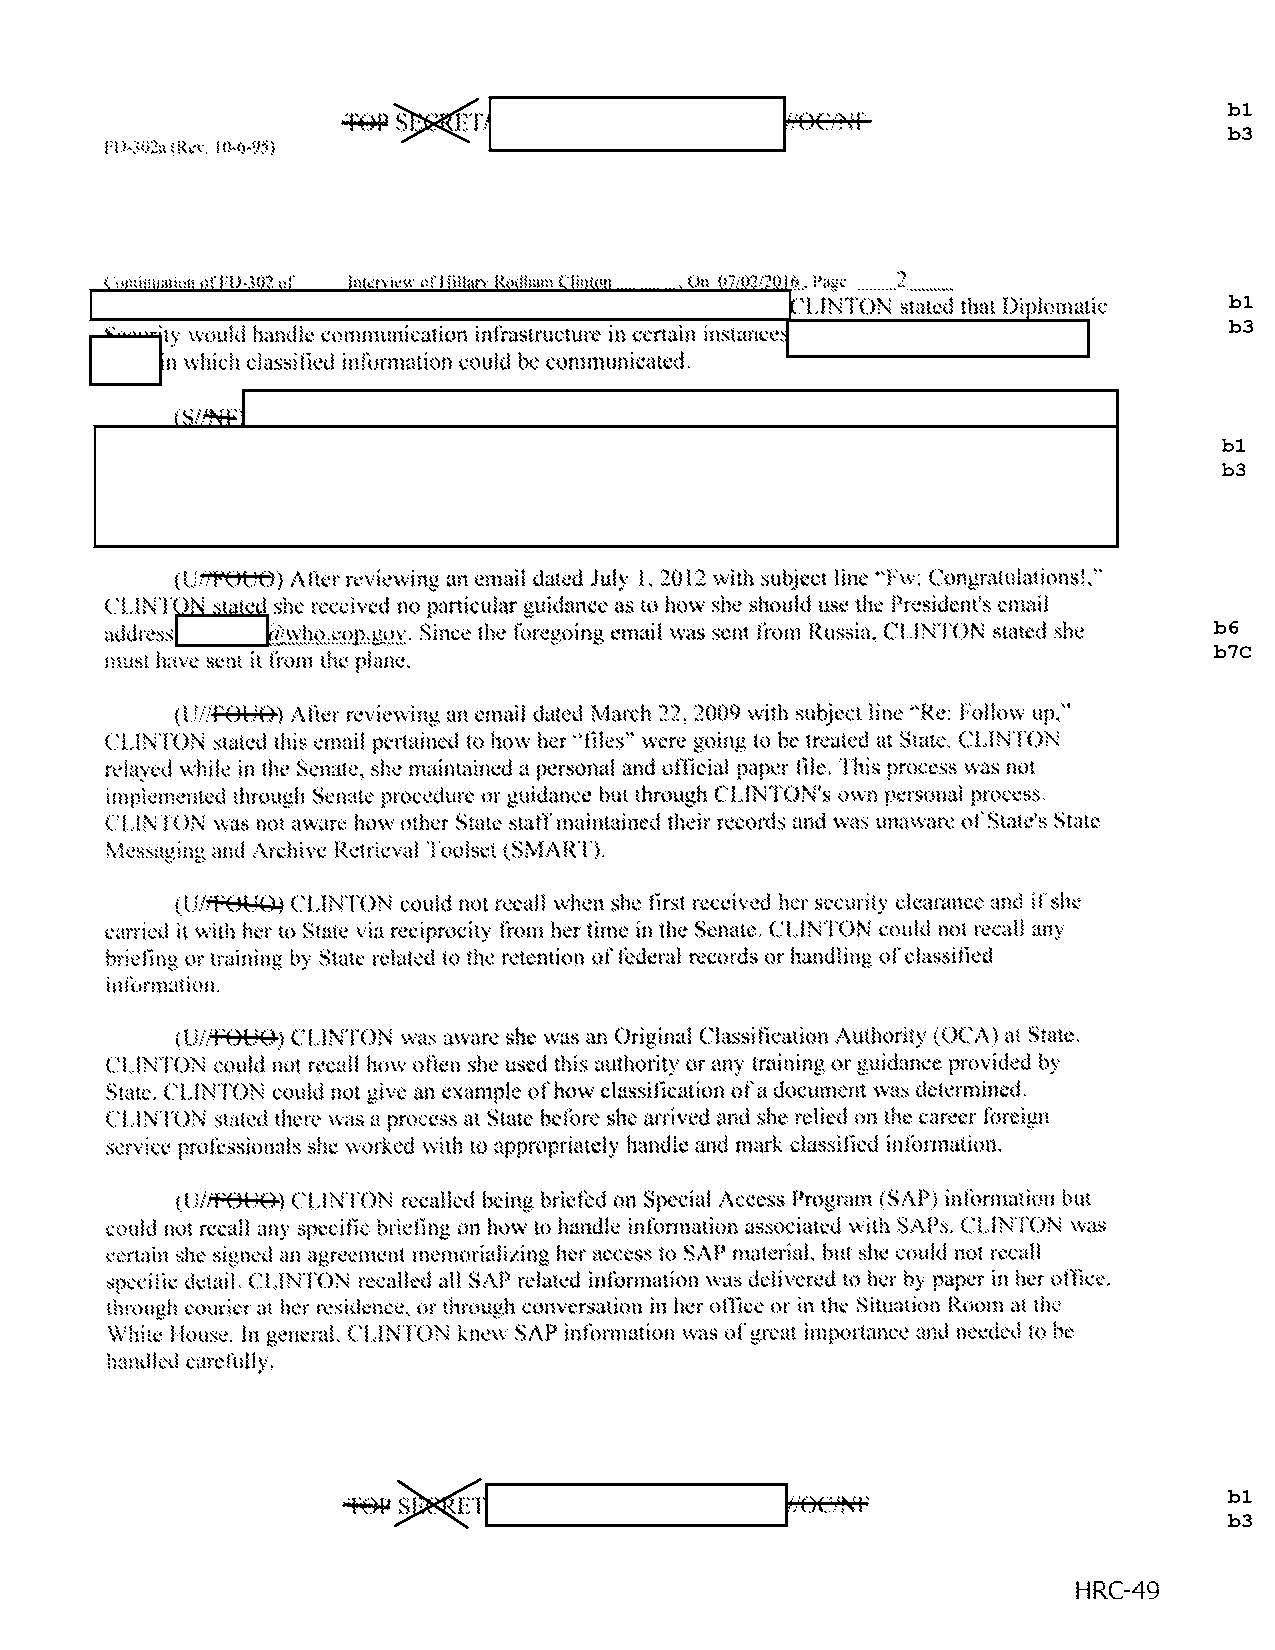 TOP SECRET/ //OC/NF
b1
b3
FD-302a (Rev. 10-6-95)
Continuation of FD-302 of Interview of Hillary Rodham Clinton , On 07/02/2016 , Page 2
CLINTON stated that Diplomatic
b1
Security would handle communication infrastructure in certain instances
b3
in which classified information could be communicated.
(S//NF)
b1
b3
(U//FOUO) After reviewing an email dated July 1, 2012 with subject line "Fw: Congratulations!,"
CLINTON stated she received no particular guidance as to how she should use the President's email
address @who.eop.gov. Since the foregoing email was sent from Russia, CLINTON stated she
b6
must have sent it from the plane.
b7C
(U//FOUO) After reviewing an email dated March 22, 2009 with subject line "Re: Follow up,"
CLINTON stated this email pertained to how her "files" were going to be treated at State. CLINTON
relayed while in the Senate, she maintained a personal and official paper file. This process was not
implemented through Senate procedure or guidance but through CLINTON's own personal process.
CLINTON was not aware how other State staff maintained their records and was unaware of State's State
Messaging and Archive Retrieval Toolset (SMART).
(U//FOUO) CLINTON could not recall when she first received her security clearance and if she
carried it with her to State via reciprocity from her time in the Senate. CLINTON could not recall any
briefing or training by State related to the retention of federal records or handling of classified
information.
(U//FOUO) CLINTON was aware she was an Original Classification Authority (OCA) at State.
CLINTON could not recall how often she used this authority or any training or guidance provided by
State. CLINTON could not give an example of how classification of a document was determined.
CLINTON stated there was a process at State before she arrived and she relied on the career foreign
service professionals she worked with to appropriately handle and mark classified information.
(U//FOUO) CLINTON recalled being briefed on Special Access Program (SAP) information but
could not recall any specific briefing on how to handle information associated with SAPs. CLINTON was
certain she signed an agreement memorializing her access to SAP material, but she could not recall
specific detail. CLINTON recalled all SAP related information was delivered to her by paper in her office,
through courier at her residence, or through conversation in her office or in the Situation Room at the
White House. In general, CLINTON knew SAP information was of great importance and needed to be
handled carefully.
TOP SECRET //OC/NF
b1
b3
HRC-49